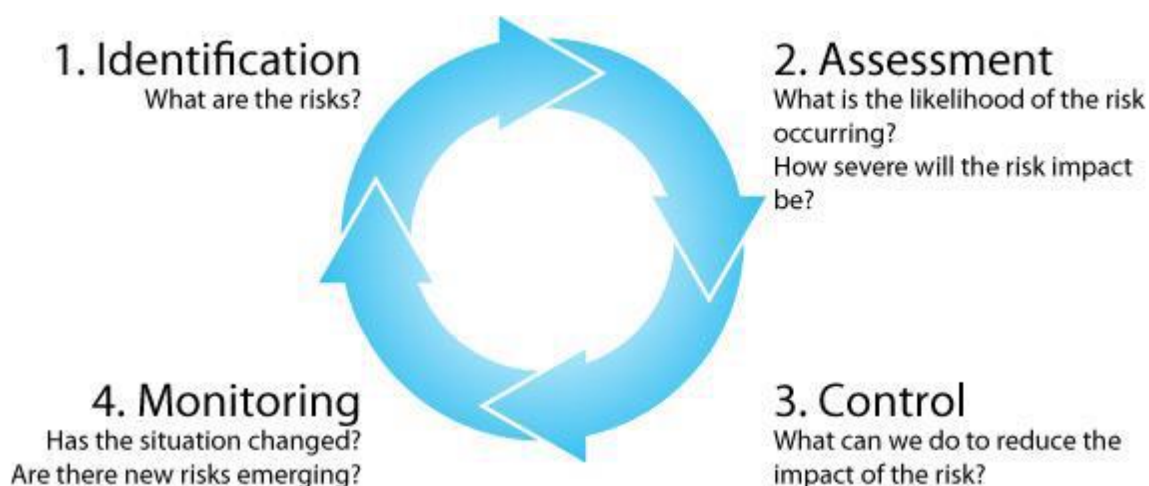 1. Identification
What are the risks?
2. Assessment
What is the likelihood of the risk
occurring?
How severe will the risk impact
be?
3. Control
What can we do to reduce the
impact of the risk?
4. Monitoring
Has the situation changed?
Are there new risks emerging?